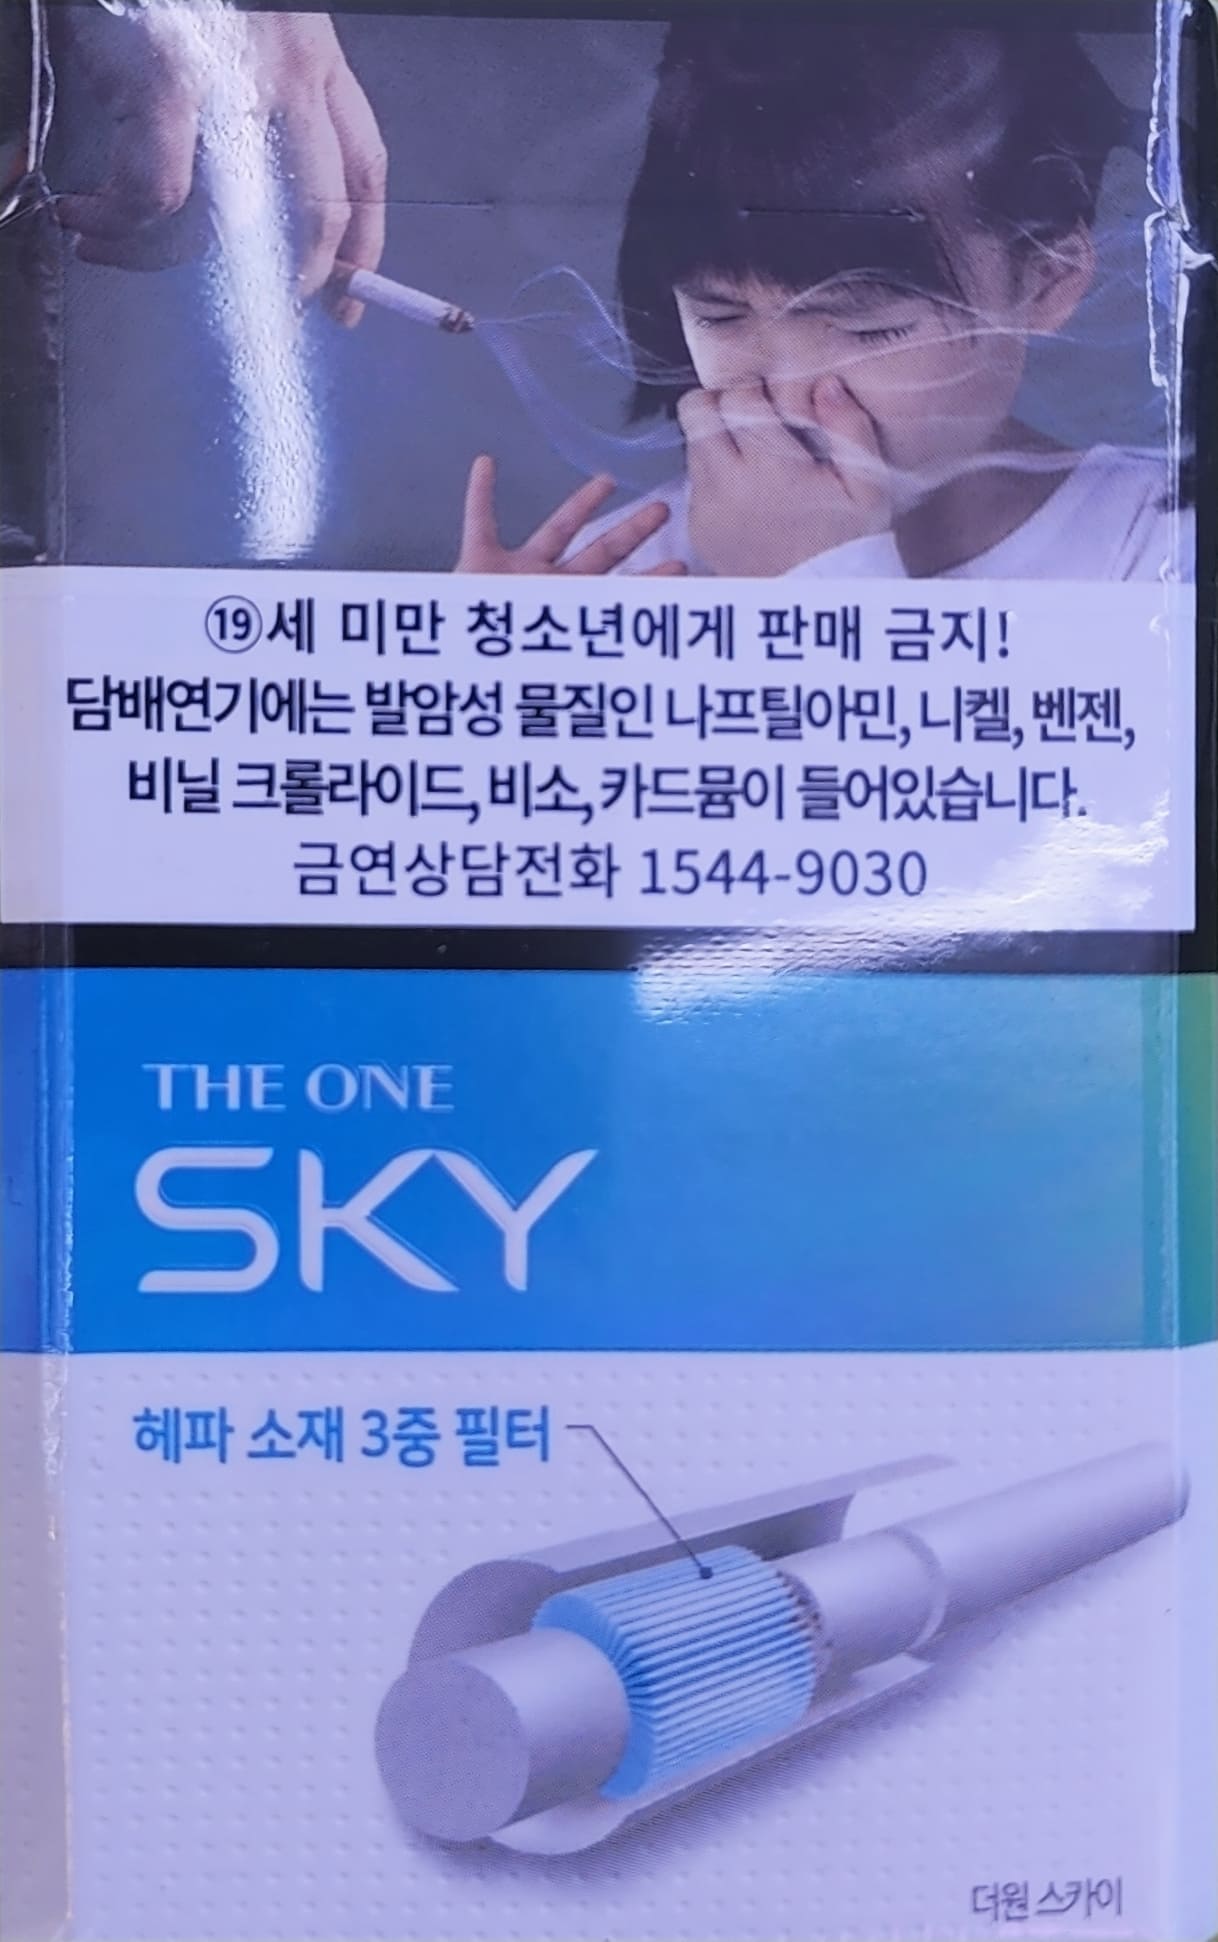 ⑲세 미만 청소년에게 판매 금지!
담배연기에는 발암성 물질인 나프틸아민, 니켈, 벤젠,
비닐 크롤라이드, 비소, 카드뮴이 들어있습니다.
금연상담전화 1544-9030
THE ONE
SKY
헤파 소재 3중 필터
더원 스카이